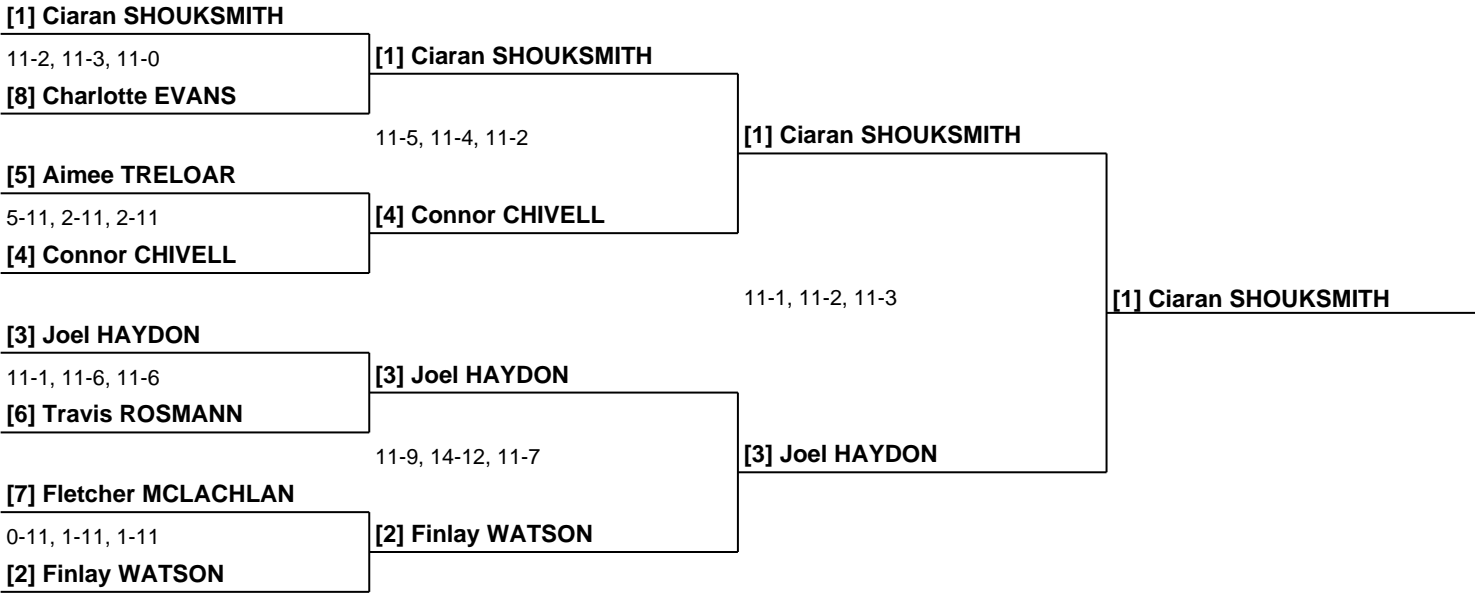 [1] Ciaran SHOUKSMITH
11-2, 11-3, 11-0
[8] Charlotte EVANS
[1] Ciaran SHOUKSMITH
11-5, 11-4, 11-2
[5] Aimee TRELOAR
5-11, 2-11, 2-11
[4] Connor CHIVELL
[4] Connor CHIVELL
[1] Ciaran SHOUKSMITH
11-1, 11-2, 11-3
[1] Ciaran SHOUKSMITH
[3] Joel HAYDON
11-1, 11-6, 11-6
[6] Travis ROSMANN
[3] Joel HAYDON
11-9, 14-12, 11-7
[3] Joel HAYDON
[7] Fletcher MCLACHLAN
0-11, 1-11, 1-11
[2] Finlay WATSON
[2] Finlay WATSON